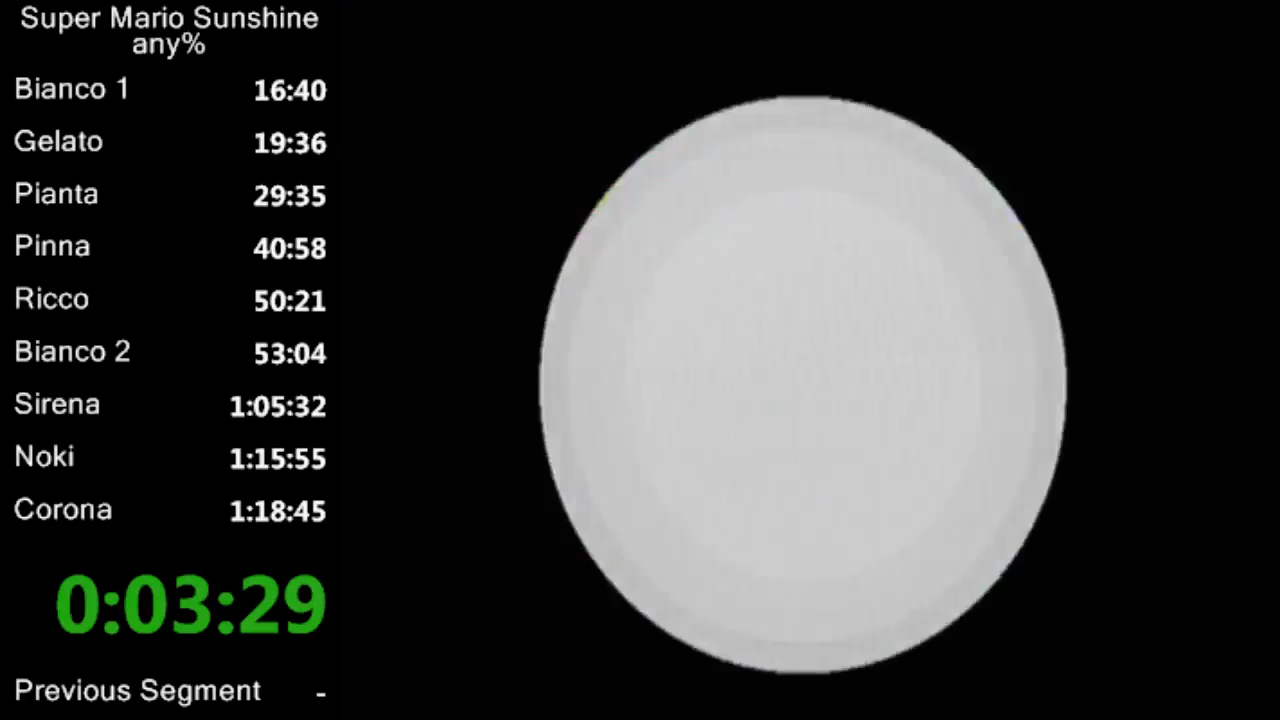 Super Mario Sunshine
any%
Bianco 1 16:40
Gelato 19:36
Pianta 29:35
Pinna 40:58
Ricco 50:21
Bianco 2 53:04
Sirena 1:05:32
Noki 1:15:55
Corona 1:18:45
0:03:29
Previous Segment -